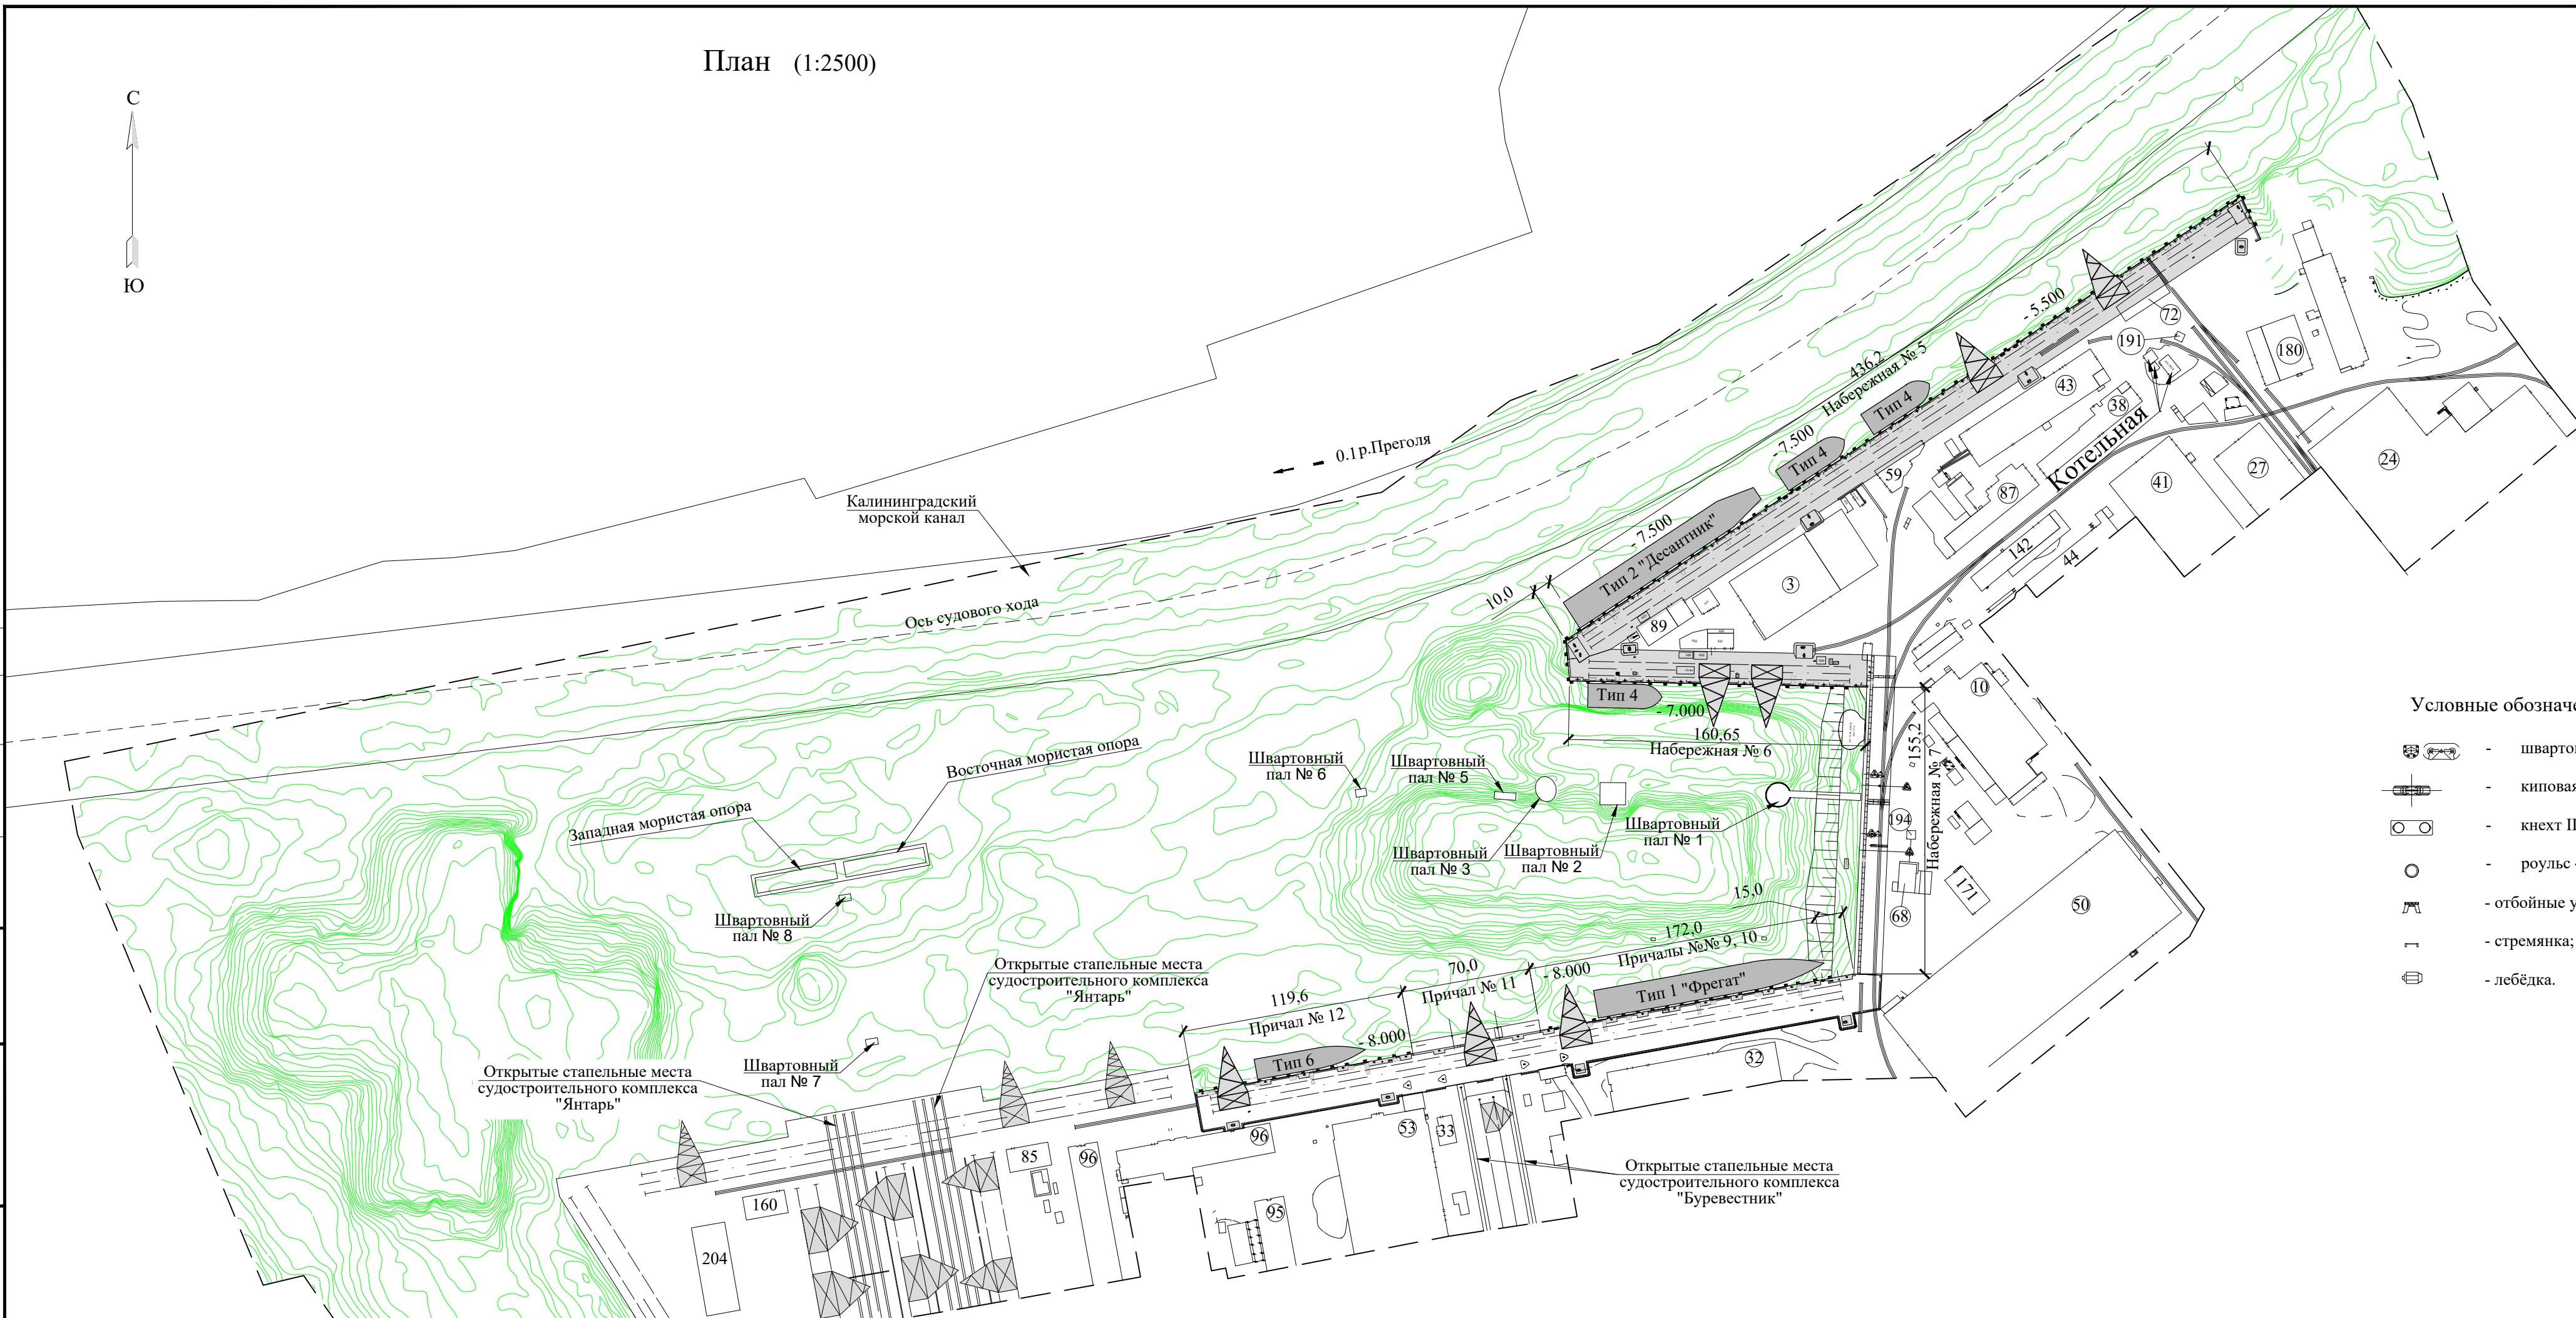 План (1:2500)
С
Ю
Калининградский
морской канал
Ось судового хода
0.1р.Преголя
436,2
Набережная № 5
- 5.500
- 7.500
- 7.500
10,0
Тип 4
Тип 4
Тип 2 "Десантник"
Тип 4
- 7.000
160,65
Набережная № 6
155,2
Набережная № 7
72
191
180
43
38
Котельная
59
87
41
27
24
3
142
44
89
10
194
171
68
50
Восточная мористая опора
Западная мористая опора
Швартовный
пал № 6
Швартовный
пал № 5
Швартовный
пал № 1
Швартовный
пал № 3
Швартовный
пал № 2
Швартовный
пал № 8
Швартовный
пал № 7
15,0
172,0
Причалы №№ 9, 10
- 8.000
Тип 1 "Фрегат"
70,0
Причал № 11
119,6
Причал № 12
- 8.000
Тип 6
Открытые стапельные места
судостроительного комплекса
"Янтарь"
Открытые стапельные места
судостроительного комплекса
"Янтарь"
Открытые стапельные места
судостроительного комплекса
"Буревестник"
32
53
33
96
96
85
95
160
204
Условные обозначе
- швартов
- киповая
- кнехт П
- роульс
- отбойные у
- стремянка;
- лебёдка.